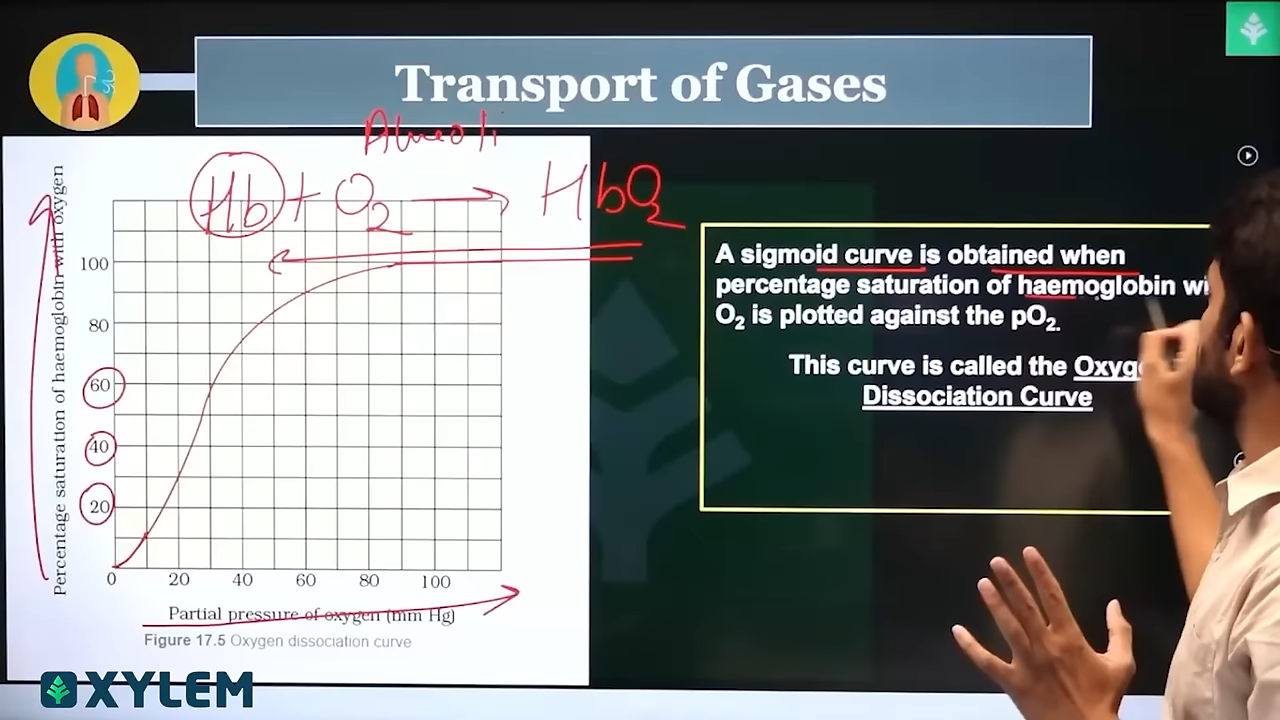 Transport of Gases
Alveoli
Hb + O2 → HbO2
Percentage saturation of haemoglobin with oxygen
100
80
60
40
20
0 20 40 60 80 100
Partial pressure of oxygen (mm Hg)
Figure 17.5 Oxygen dissociation curve
A sigmoid curve is obtained when
percentage saturation of haemoglobin wi
O2 is plotted against the pO2.
This curve is called the Oxyg
Dissociation Curve
XYLEM